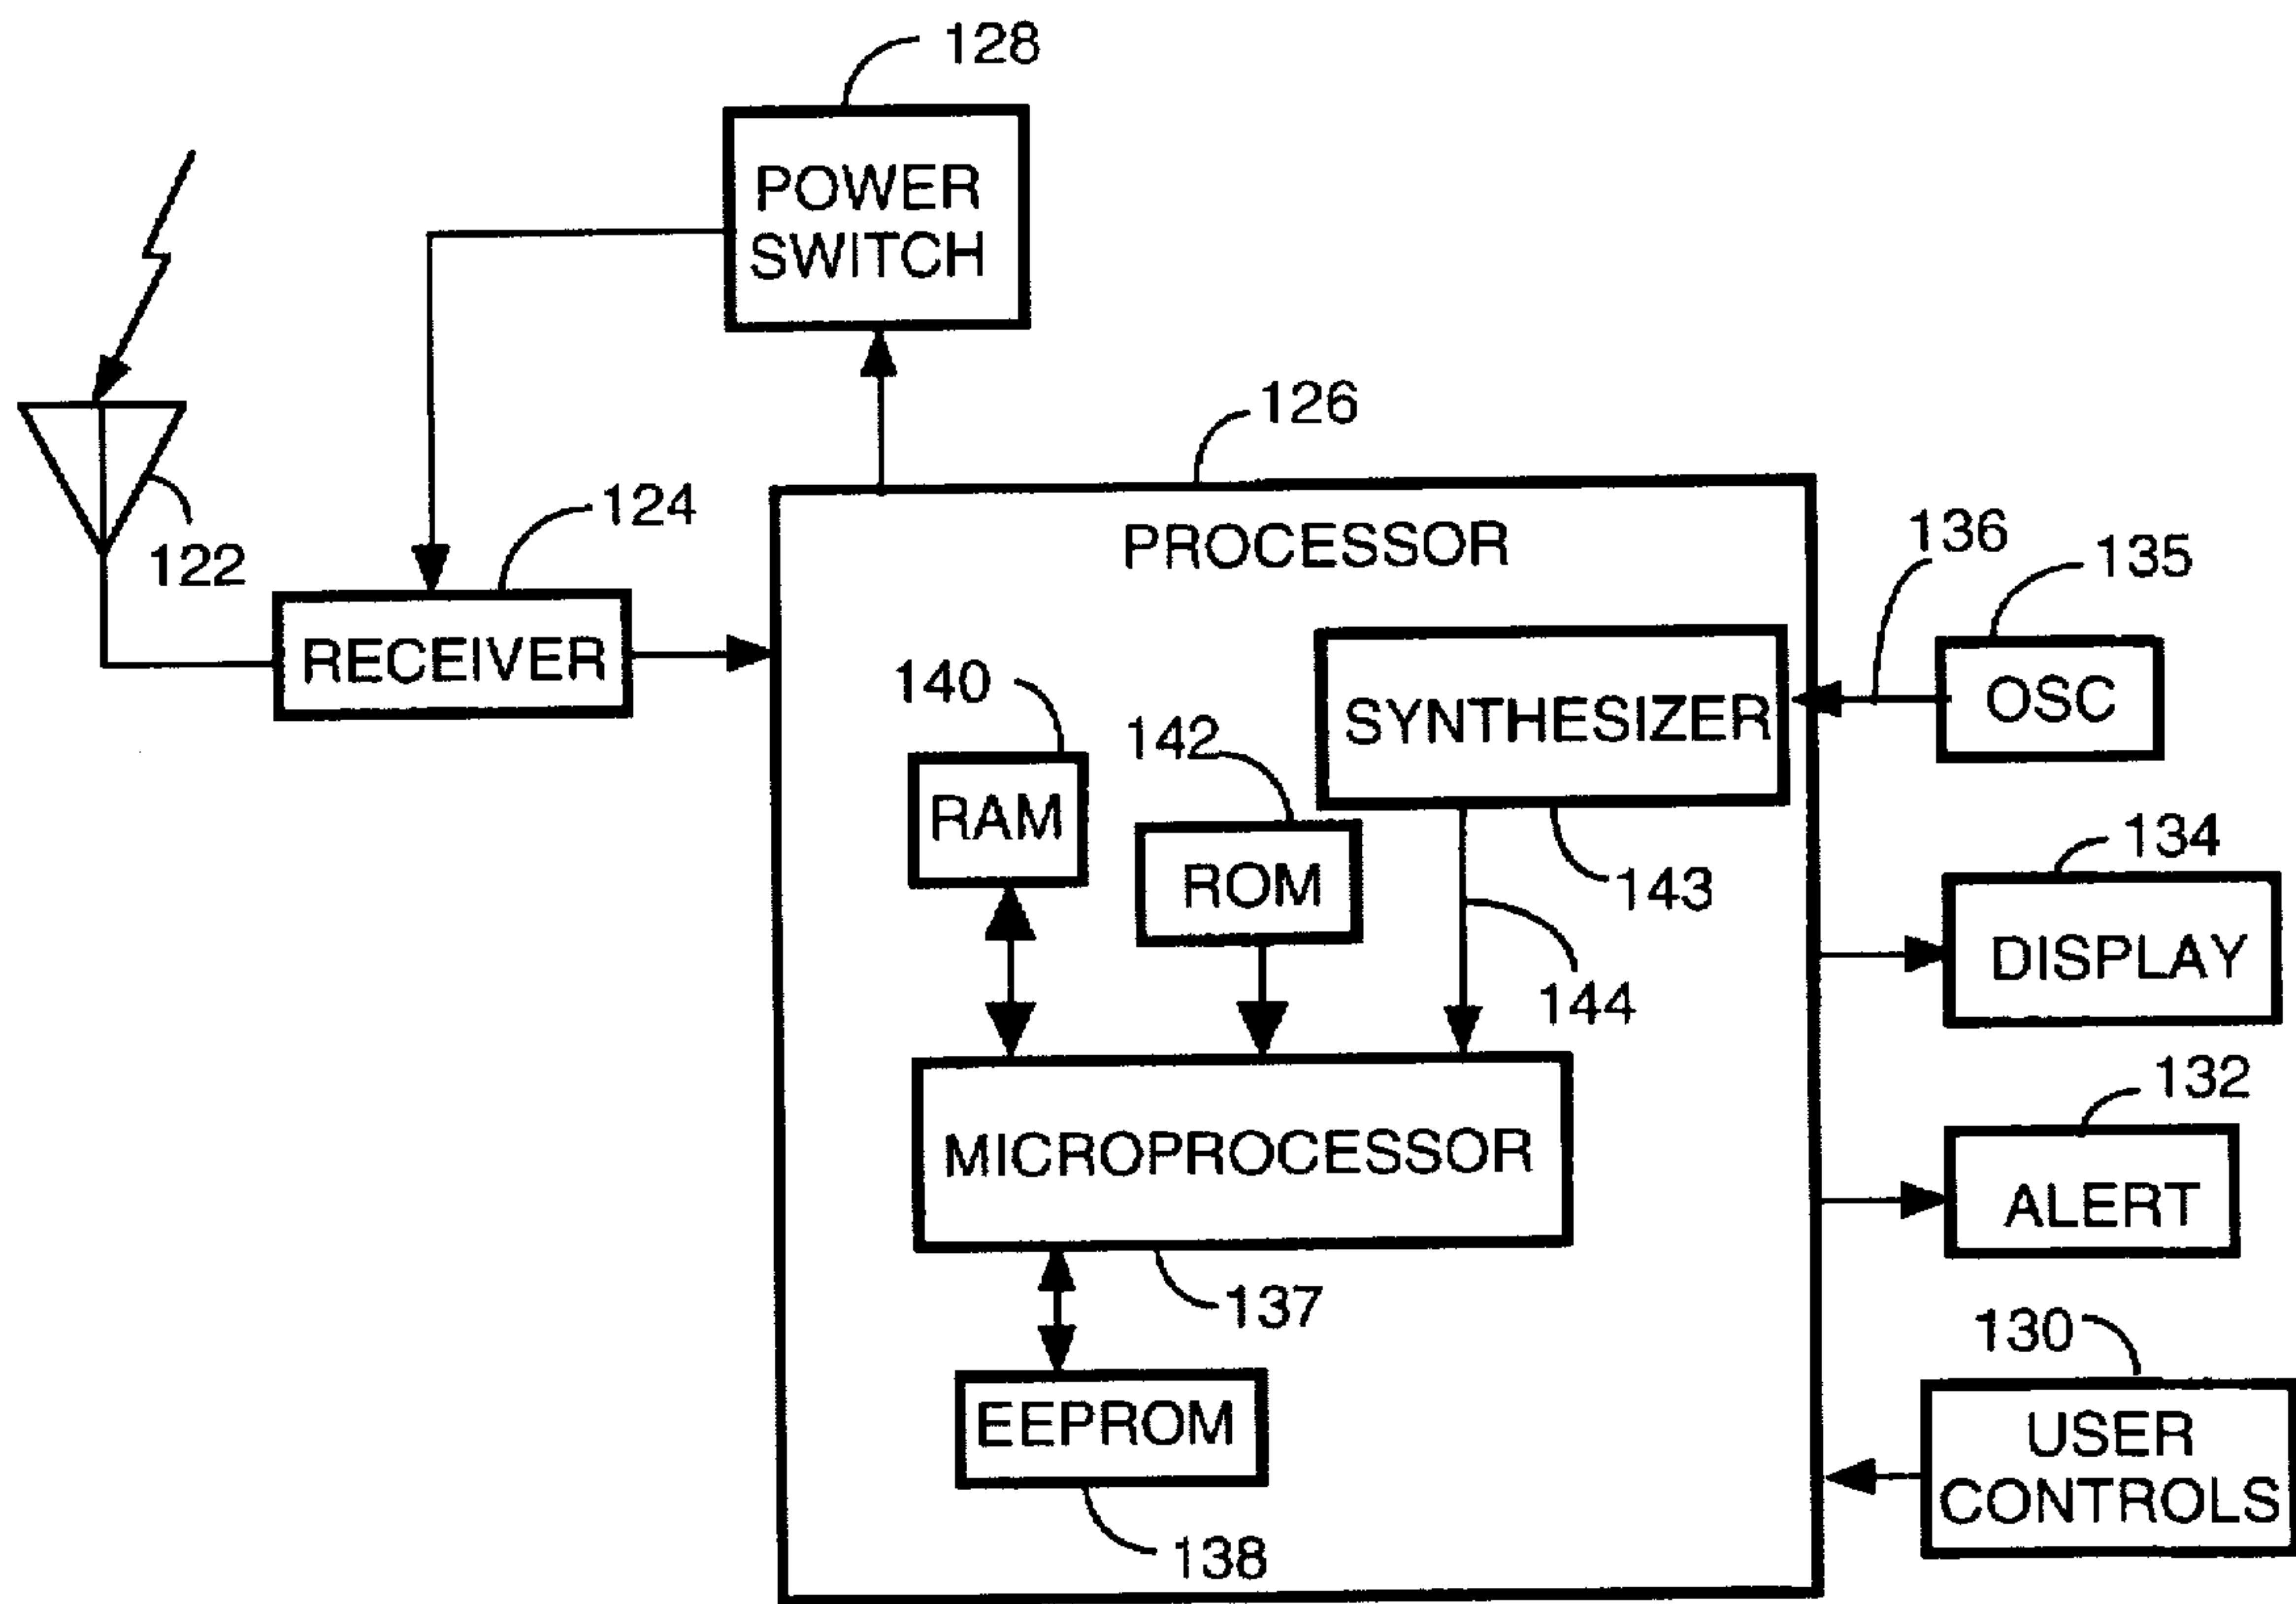 128
POWER
SWITCH
126
122
124
RECEIVER
PROCESSOR
136
135
OSC
140
142
SYNTHESIZER
RAM
ROM
143
144
134
DISPLAY
MICROPROCESSOR
132
ALERT
137
130
USER
CONTROLS
EEPROM
138